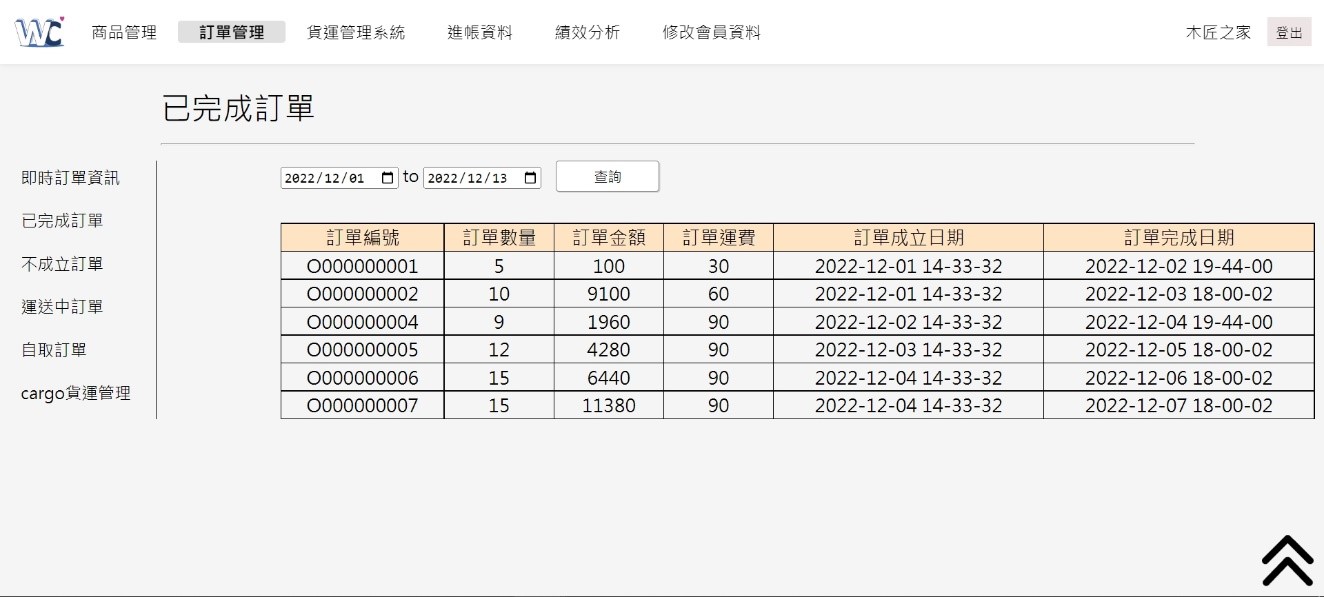 WC 商品管理 訂單管理 貨運管理系統 進帳資料 績效分析 修改會員資料 木匠之家 登出
已完成訂單
即時訂單資訊
已完成訂單
不成立訂單
運送中訂單
自取訂單
cargo貨運管理
2022/12/01 to 2022/12/13 查詢
訂單編號 訂單數量 訂單金額 訂單運費 訂單成立日期 訂單完成日期
O000000001 5 100 30 2022-12-01 14-33-32 2022-12-02 19-44-00
O000000002 10 9100 60 2022-12-01 14-33-32 2022-12-03 18-00-02
O000000004 9 1960 90 2022-12-02 14-33-32 2022-12-04 19-44-00
O000000005 12 4280 90 2022-12-03 14-33-32 2022-12-05 18-00-02
O000000006 15 6440 90 2022-12-04 14-33-32 2022-12-06 18-00-02
O000000007 15 11380 90 2022-12-04 14-33-32 2022-12-07 18-00-02